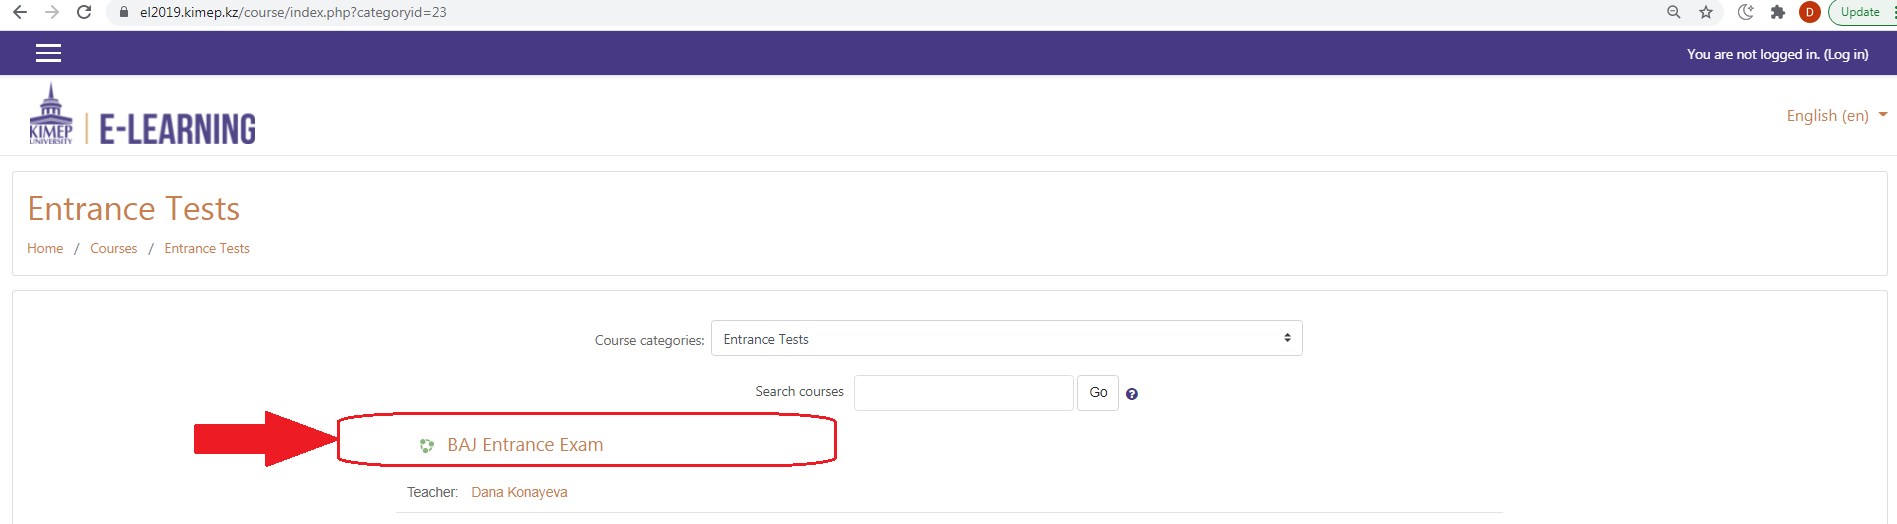 el2019.kimep.kz/course/index.php?categoryid=23
D
Update
You are not logged in. (Log in)
KIMEP
UNIVERSITY
E-LEARNING
English (en)
Entrance Tests
Home / Courses / Entrance Tests
Course categories: Entrance Tests
Search courses Go ?
BAJ Entrance Exam
Teacher: Dana Konayeva